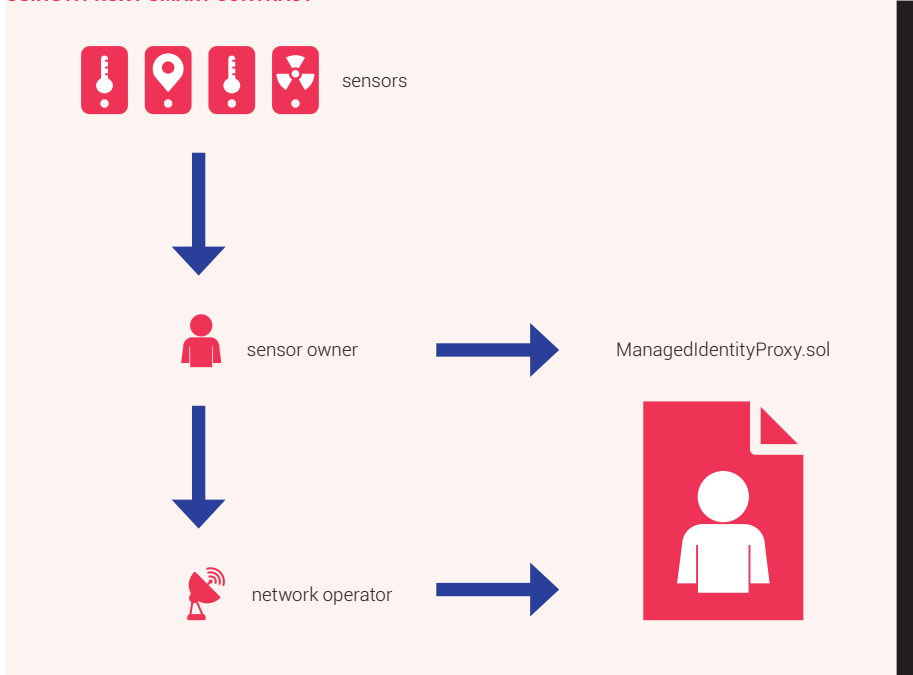 sensors
sensor owner
ManagedIdentityProxy.sol
network operator